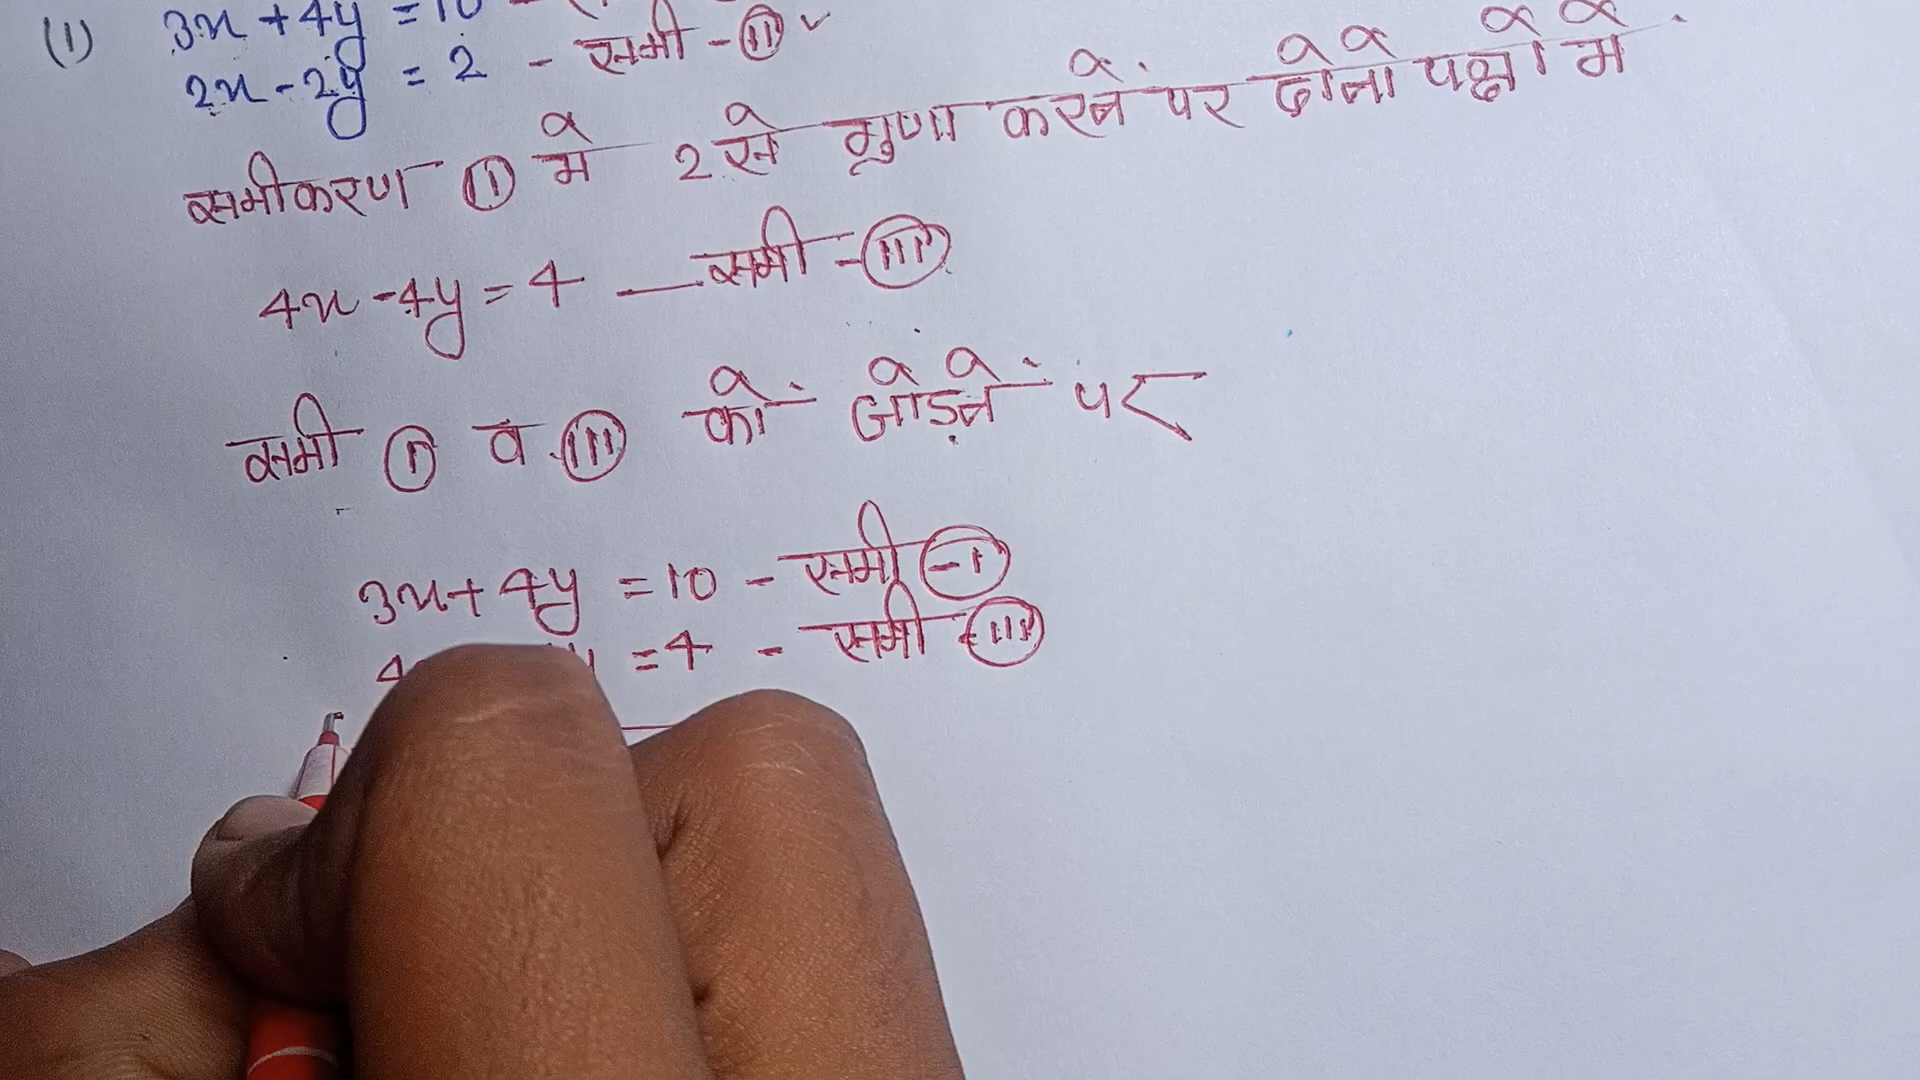 (1) 3x + 4y = 10 -
2x - 2y = 2 - समी - (ii) ✓
समीकरण (ii) में 2 से गुणा करनें पर दोनो पक्षो में
4x - 4y = 4 — समी - (iii)
समी (i) व (iii) को जोड़नें पर
3x + 4y = 10 - समी (-i)
4 y = 4 - समी - (iii)